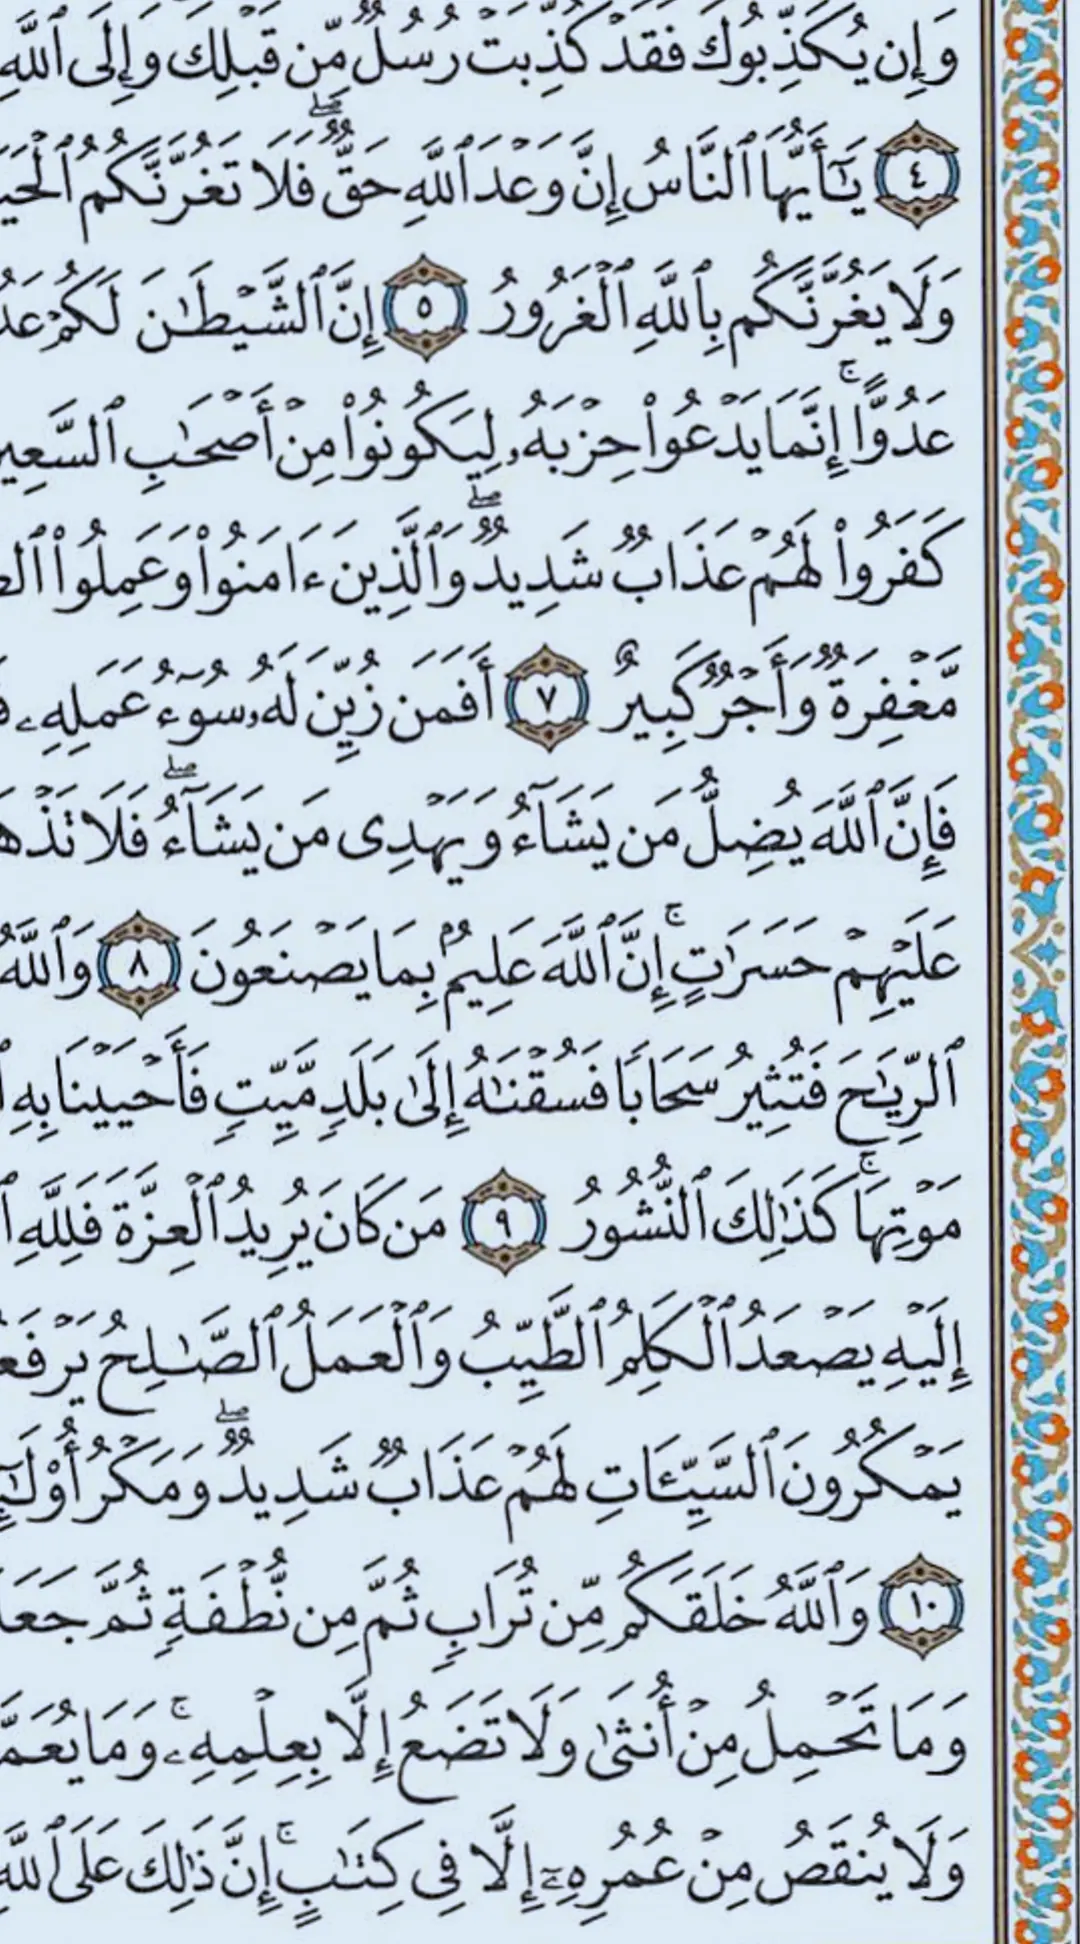 وَإِن يُكَذِّبُوكَ فَقَدْ كُذِّبَتْ رُسُلٌ مِّن قَبْلِكَ وَإِلَى ٱللَّهِ
٤ يَـٰٓأَيُّهَا ٱلنَّاسُ إِنَّ وَعْدَ ٱللَّهِ حَقٌّۖ فَلَا تَغُرَّنَّكُمُ
وَلَا يَغُرَّنَّكُم بِٱللَّهِ ٱلْغَرُورُ ٥ إِنَّ ٱلشَّيْطَـٰنَ لَكُمْ
عَدُوًّاۚ إِنَّمَا يَدْعُوا۟ حِزْبَهُۥ لِيَكُونُوا۟ مِنْ أَصْحَـٰبِ ٱلسَّعِيرِ
كَفَرُوا۟ لَهُمْ عَذَابٌ شَدِيدٌۖ وَٱلَّذِينَ ءَامَنُوا۟ وَعَمِلُوا۟
مَّغْفِرَةٌ وَأَجْرٌ كَبِيرٌ ٧ أَفَمَن زُيِّنَ لَهُۥ سُوٓءُ عَمَلِهِۦ
فَإِنَّ ٱللَّهَ يُضِلُّ مَن يَشَآءُ وَيَهْدِى مَن يَشَآءُۖ فَلَا
عَلَيْهِمْ حَسَرَٰتٍۚ إِنَّ ٱللَّهَ عَلِيمٌۢ بِمَا يَصْنَعُونَ ٨ وَٱللَّهُ
ٱلرِّيَـٰحَ فَتُثِيرُ سَحَابًا فَسُقْنَـٰهُ إِلَىٰ بَلَدٍ مَّيِّتٍ فَأَحْيَيْنَا بِهِ
مَوْتِهَاۚ كَذَٰلِكَ ٱلنُّشُورُ ٩ مَن كَانَ يُرِيدُ ٱلْعِزَّةَ فَلِلَّهِ
إِلَيْهِ يَصْعَدُ ٱلْكَلِمُ ٱلطَّيِّبُ وَٱلْعَمَلُ ٱلصَّـٰلِحُ
يَمْكُرُونَ ٱلسَّيِّـَٔاتِ لَهُمْ عَذَابٌ شَدِيدٌۖ وَمَكْرُ
١٠ وَٱللَّهُ خَلَقَكُم مِّن تُرَابٍ ثُمَّ مِن نُّطْفَةٍ ثُمَّ
وَمَا تَحْمِلُ مِنْ أُنثَىٰ وَلَا تَضَعُ إِلَّا بِعِلْمِهِۦۚ وَمَا
وَلَا يُنقَصُ مِنْ عُمُرِهِۦٓ إِلَّا فِى كِتَـٰبٍۚ إِنَّ ذَٰلِكَ عَلَى ٱللَّهِ